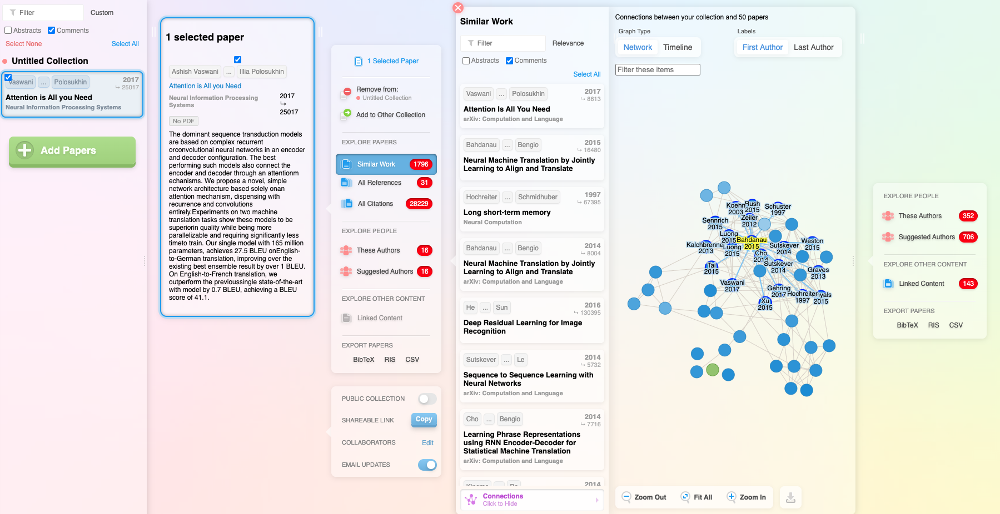 Filter
Custom
Abstracts
Comments
Select None
Select All
Untitled Collection
Vaswani
...
Polosukhin
2017
↳ 25017
Attention is All you Need
Neural Information Processing Systems
Add Papers
1 selected paper
Ashish Vaswani
...
Illia Polosukhin
Attention is All you Need
Neural Information Processing
Systems
2017
↳
25017
No PDF
The dominant sequence transduction models
are based on complex recurrent
orconvolutional neural networks in an encoder
and decoder configuration. The best
performing such models also connect the
encoder and decoder through an attentionm
echanisms. We propose a novel, simple
network architecture based solely onan
attention mechanism, dispensing with
recurrence and convolutions
entirely.Experiments on two machine
translation tasks show these models to be
superiorin quality while being more
parallelizable and requiring significantly less
timeto train. Our single model with 165 million
parameters, achieves 27.5 BLEU onEnglish-
to-German translation, improving over the
existing best ensemble result by over 1 BLEU.
On English-to-French translation, we
outperform the previoussingle state-of-the-art
with model by 0.7 BLEU, achieving a BLEU
score of 41.1.
1 Selected Paper
Remove from:
Untitled Collection
Add to Other Collection
EXPLORE PAPERS
Similar Work 1796
All References 31
All Citations 28229
EXPLORE PEOPLE
These Authors 16
Suggested Authors 16
EXPLORE OTHER CONTENT
Linked Content
EXPORT PAPERS
BibTeX RIS CSV
PUBLIC COLLECTION
SHAREABLE LINK Copy
COLLABORATORS Edit
EMAIL UPDATES
Similar Work
Filter
Relevance
Abstracts
Comments
Select All
Vaswani ... Polosukhin 2017
↳ 8613
Attention Is All You Need
arXiv: Computation and Language
Bahdanau ... Bengio 2015
↳ 16480
Neural Machine Translation by Jointly
Learning to Align and Translate
Hochreiter ... Schmidhuber 1997
↳ 67395
Long short-term memory
Neural Computation
Bahdanau ... Bengio 2014
↳ 8004
Neural Machine Translation by Jointly
Learning to Align and Translate
arXiv: Computation and Language
He ... Sun 2016
↳ 130395
Deep Residual Learning for Image
Recognition
Sutskever ... Le 2014
↳ 5732
Sequence to Sequence Learning with
Neural Networks
arXiv: Computation and Language
Cho ... Bengio 2014
↳ 7716
Learning Phrase Representations
using RNN Encoder-Decoder for
Statistical Machine Translation
arXiv: Computation and Language
2014
Connections
Click to Hide
Connections between your collection and 50 papers
Graph Type
Network Timeline
Labels
First Author Last Author
Filter these items
Koehn
2003
Rush
2015
Schuster
1997
Zeiler
2012
Sennrich
2015
Luong
2015
Bahdanau
2015
Kalchbrenne
2013
Luong
2015
Sutskever
2014
Weston
2015
Cho
2014
Tai
2015
Sutskever
2014
Graves
2013
Vaswani
2017
Gehring
2017
Hochreiter
1997
nyals
2015
Xu
2015
Zoom Out
Fit All
Zoom In
EXPLORE PEOPLE
These Authors 352
Suggested Authors 706
EXPLORE OTHER CONTENT
Linked Content 143
EXPORT PAPERS
BibTeX RIS CSV